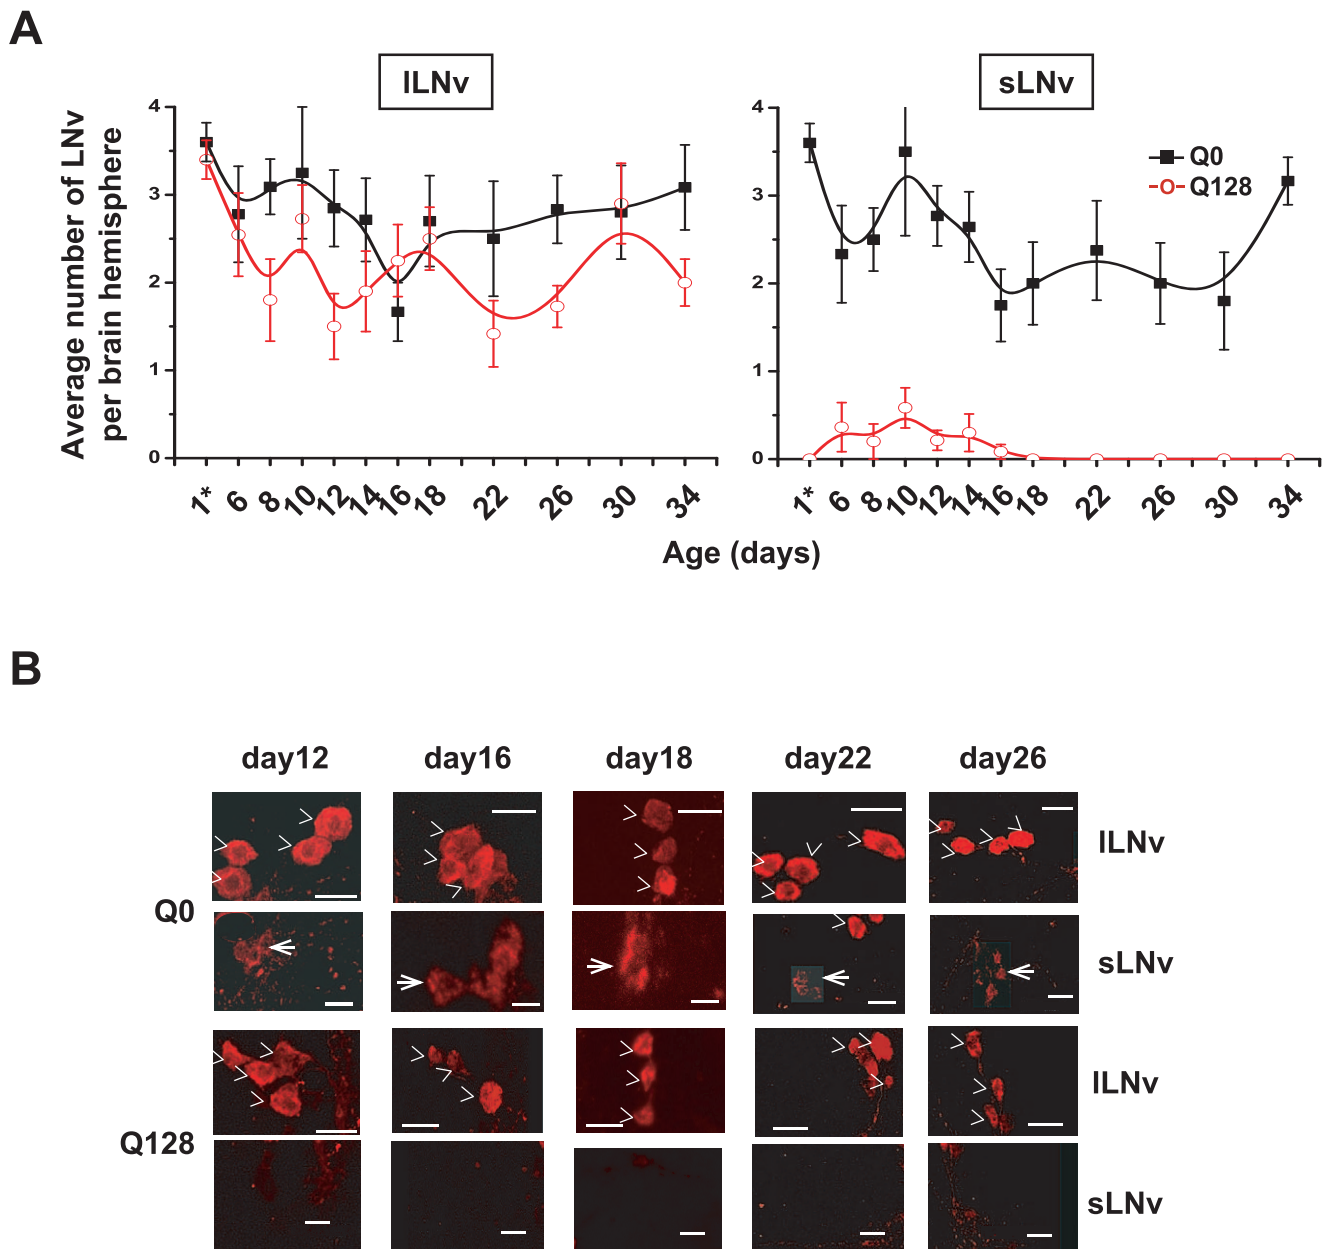 A
lLNv
sLNv
Average number of LNv
per brain hemisphere
4
3
2
1
0
1*
6
8
10
12
14
16
18
22
26
30
34
4
3
2
1
0
1*
6
8
10
12
14
16
18
22
26
30
34
Q0
Q128
Age (days)
B
day12 day16 day18 day22 day26
lLNv
Q0
sLNv
lLNv
Q128
sLNv